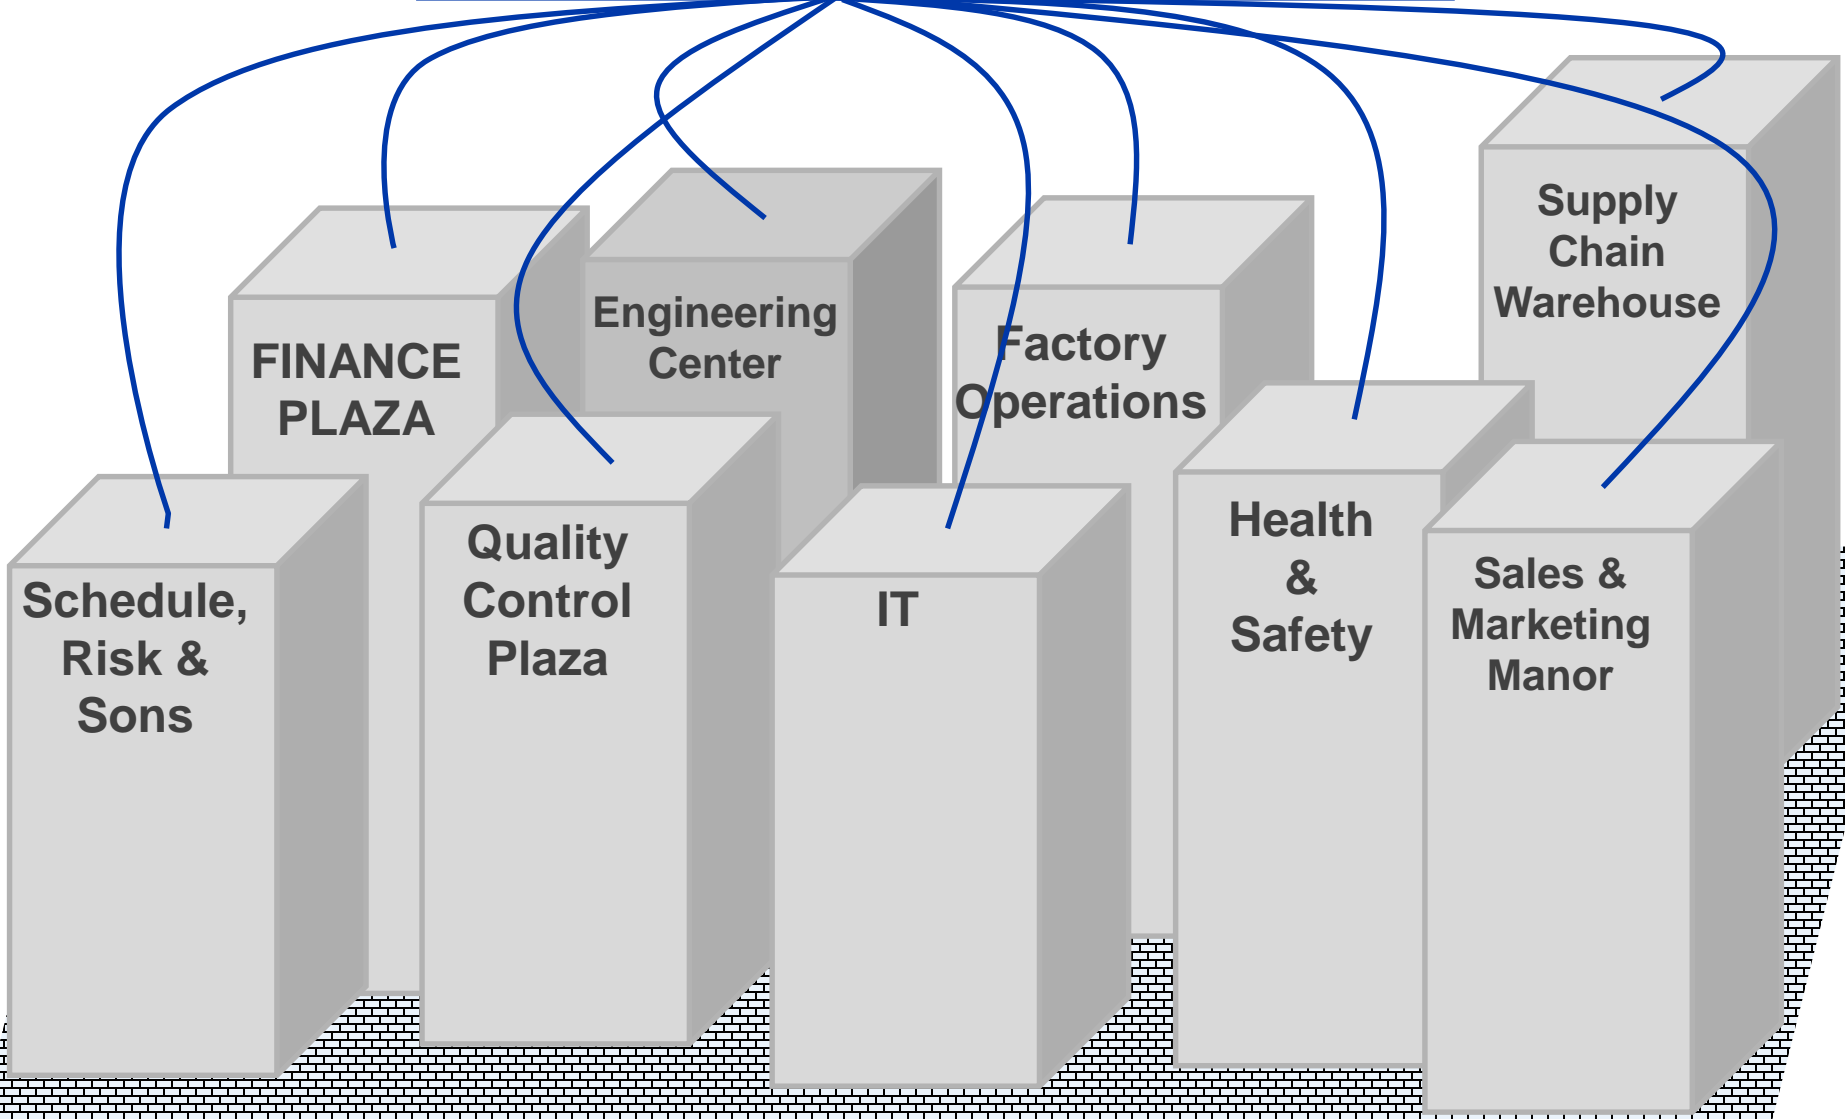 Supply
Chain
Warehouse
Engineering
Center
Factory
Operations
FINANCE
PLAZA
Health
&
Safety
Quality
Control
Plaza
Sales &
Marketing
Manor
Schedule,
Risk &
Sons
IT